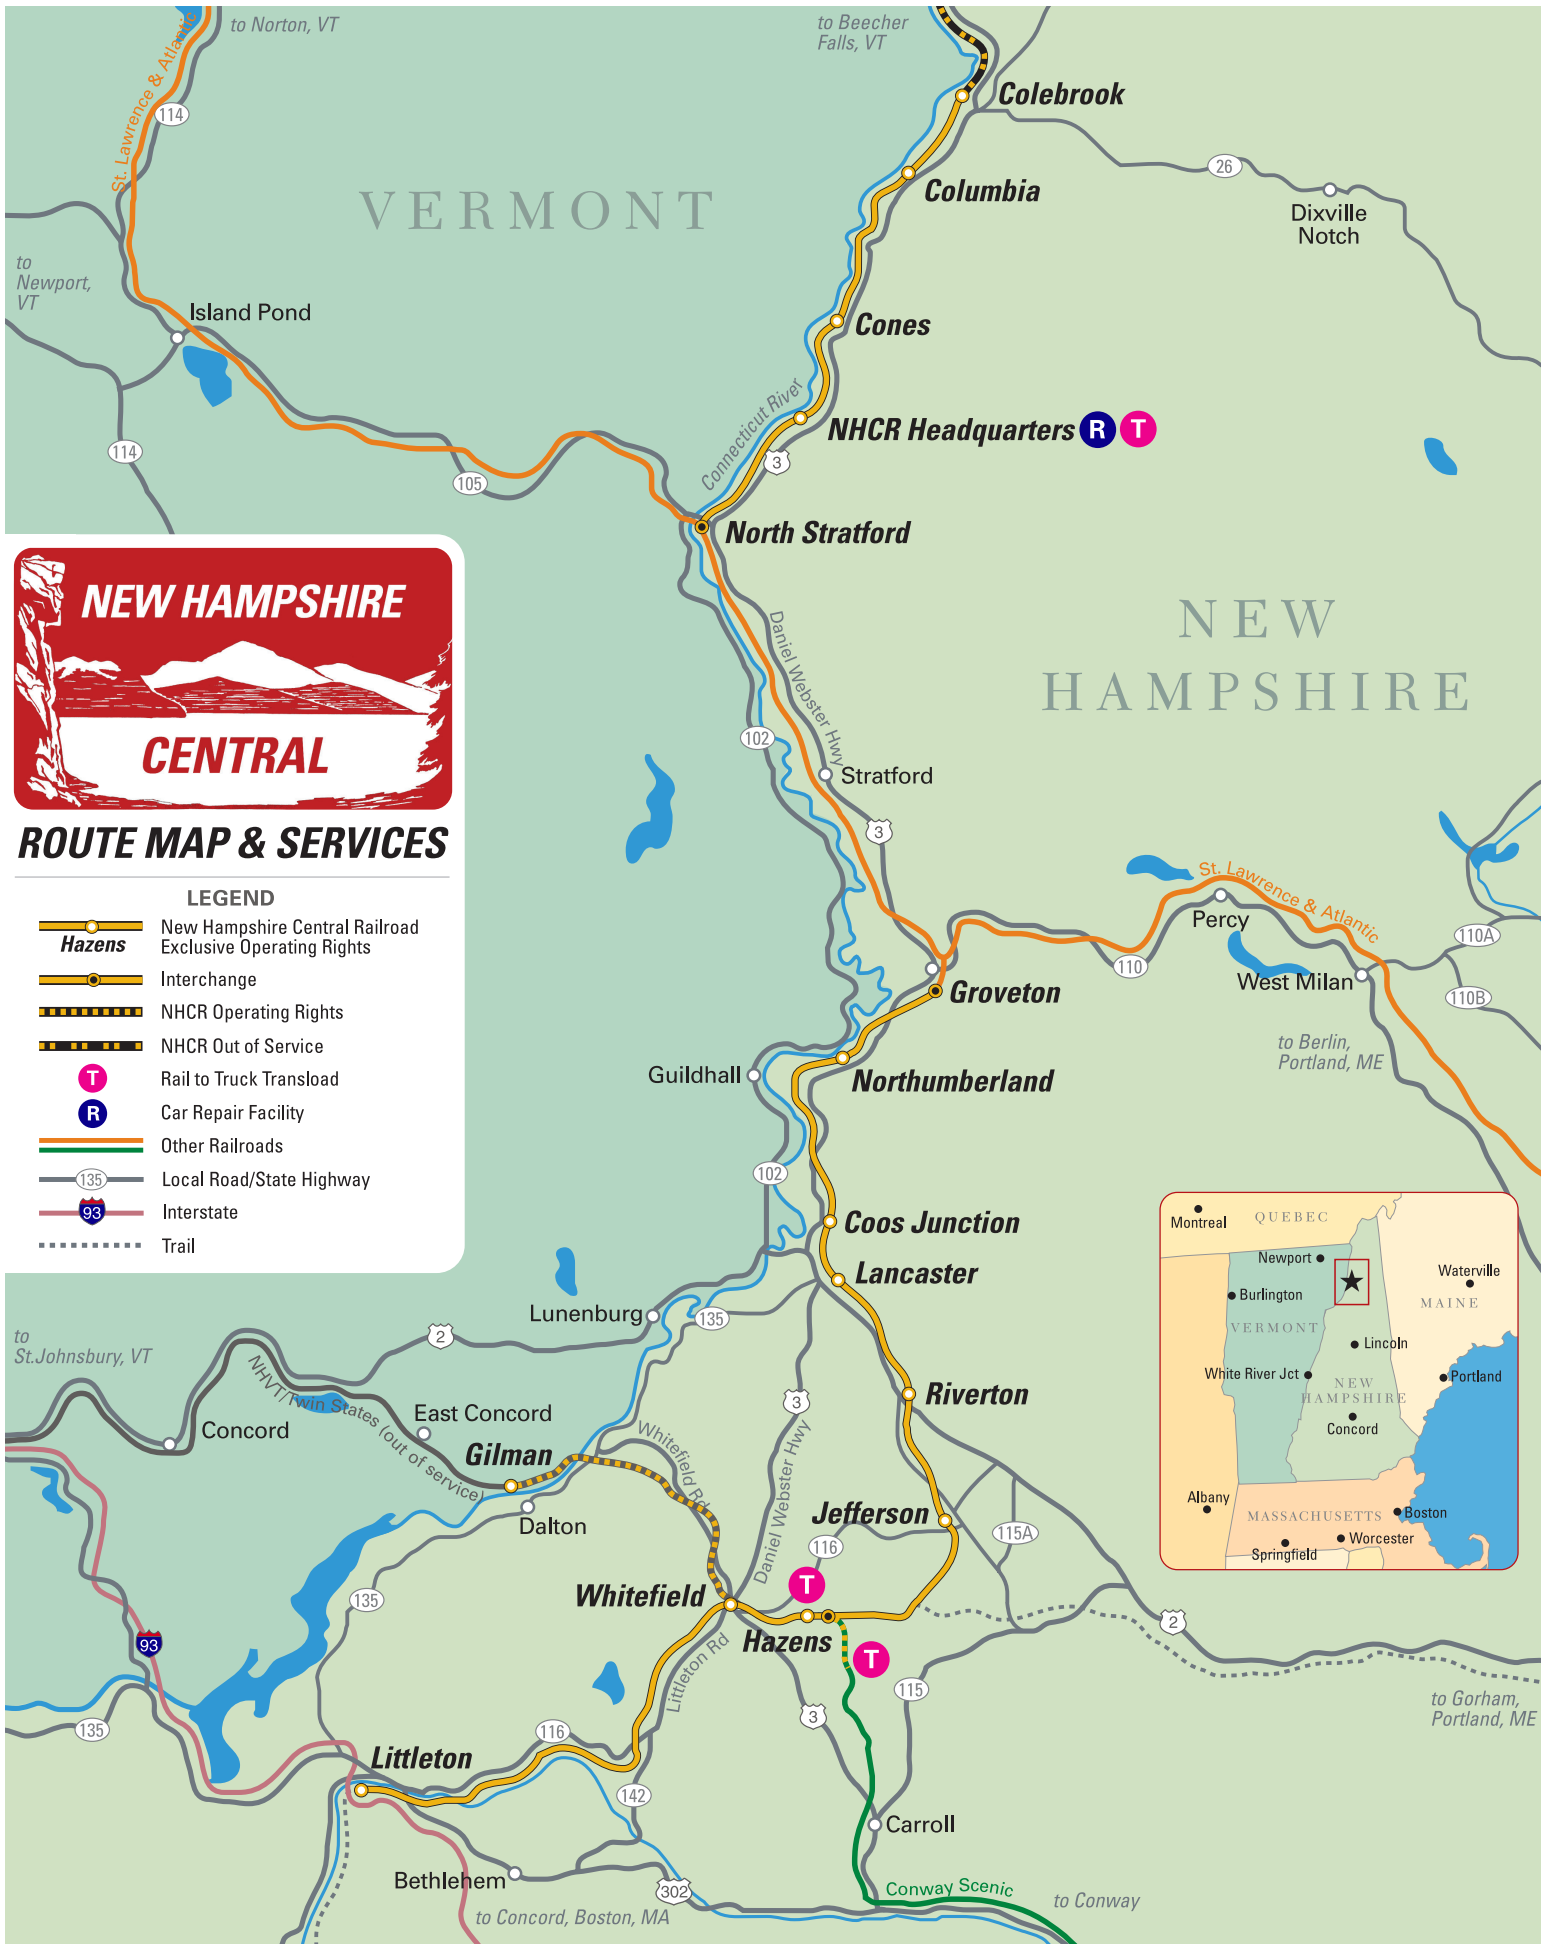 to Norton, VT
to Beecher
Falls, VT
St. Lawrence & Atlantic
114
Colebrook
26
VERMONT
Columbia
Dixville
Notch
to
Newport,
VT
Island Pond
Cones
Connecticut River
NHCR Headquarters R T
3
114
105
North Stratford
NEW HAMPSHIRE
CENTRAL
ROUTE MAP & SERVICES
LEGEND
Hazens
New Hampshire Central Railroad
Exclusive Operating Rights
Interchange
NHCR Operating Rights
NHCR Out of Service
T
Rail to Truck Transload
R
Car Repair Facility
Other Railroads
135
Local Road/State Highway
93
Interstate
Trail
NEW
HAMPSHIRE
Daniel Webster Hwy
102
Stratford
3
St. Lawrence & Atlantic
Percy
110A
110
West Milan
110B
Groveton
to Berlin,
Portland, ME
Guildhall
Northumberland
102
Coos Junction
Lancaster
Lunenburg
135
2
to
St.Johnsbury, VT
NHVT/Twin States (out of service)
Concord
East Concord
Gilman
Whitefield Rd
3
Daniel Webster Hwy
Riverton
Dalton
Jefferson
115A
116
T
Whitefield
Hazens
T
135
93
135
Littleton Rd
115
2
to Gorham,
Portland, ME
3
116
Littleton
142
Carroll
Bethlehem
302
Conway Scenic
to Conway
to Concord, Boston, MA
Montreal
QUEBEC
Newport
Waterville
Burlington
MAINE
VERMONT
Lincoln
White River Jct
NEW
HAMPSHIRE
Portland
Concord
Albany
MASSACHUSETTS
Boston
Worcester
Springfield